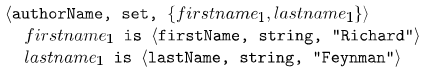 ⟨authorName, set, {firstname₁, lastname₁}⟩
firstname₁ is ⟨firstName, string, "Richard"⟩
lastname₁ is ⟨lastName, string, "Feynman"⟩